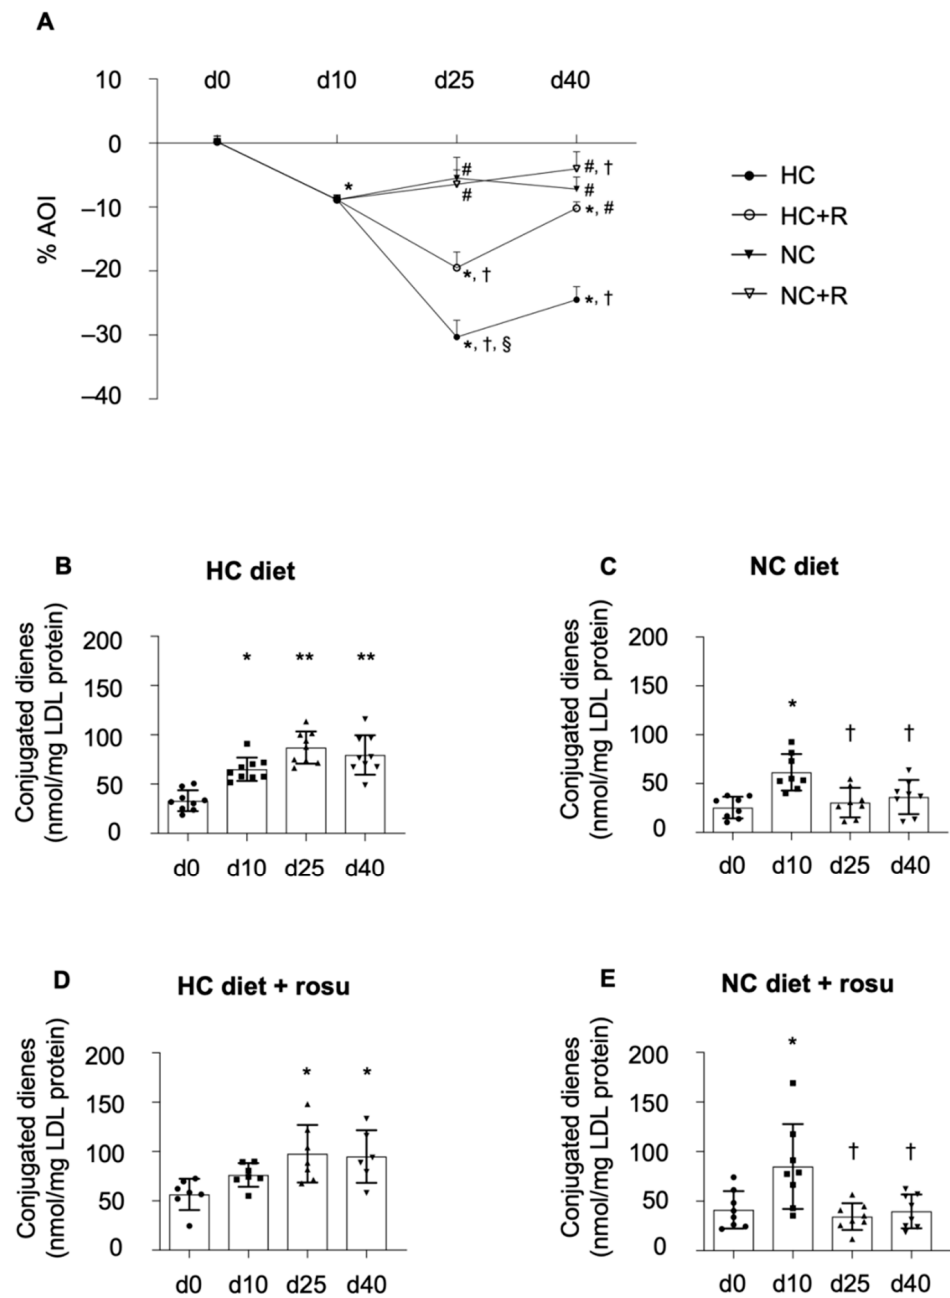 A
10
d0
d10
d25
d40
0
–10
–20
–30
–40
% AOI
*
#
#
*, †
*, †, §
#, †
#
*, #
*, †
HC
HC+R
NC
NC+R
B
HC diet
Conjugated dienes
(nmol/mg LDL protein)
200
150
100
50
0
*
**
**
d0
d10
d25
d40
C
NC diet
Conjugated dienes
(nmol/mg LDL protein)
200
150
100
50
0
*
†
†
d0
d10
d25
d40
D
HC diet + rosu
Conjugated dienes
(nmol/mg LDL protein)
200
150
100
50
0
*
*
d0
d10
d25
d40
E
NC diet + rosu
Conjugated dienes
(nmol/mg LDL protein)
200
150
100
50
0
*
†
†
d0
d10
d25
d40